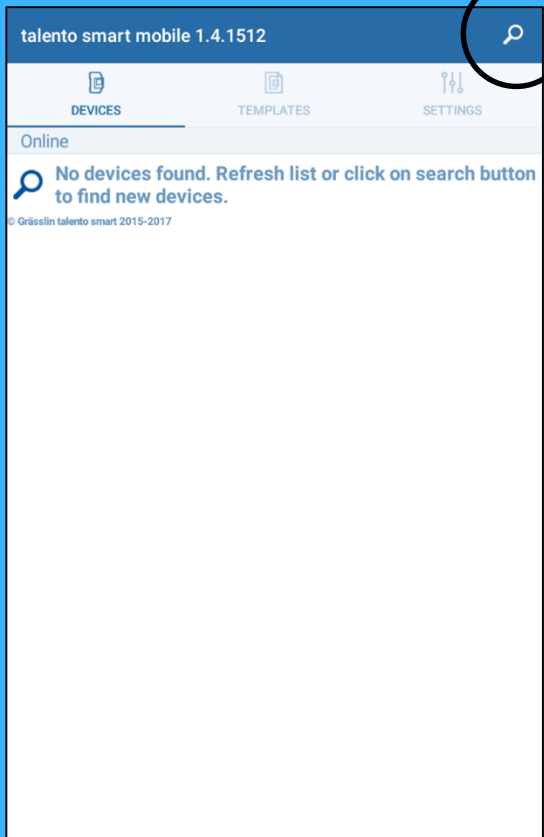 talento smart mobile 1.4.1512
DEVICES TEMPLATES SETTINGS
Online
No devices found. Refresh list or click on search button
to find new devices.
© Grässlin talento smart 2015-2017